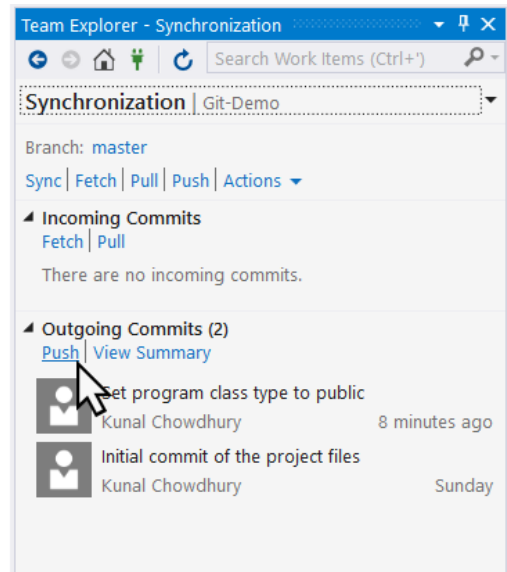 Team Explorer - Synchronization
Search Work Items (Ctrl+')
Synchronization | Git-Demo
Branch: master
Sync | Fetch | Pull | Push | Actions
Incoming Commits
Fetch | Pull
There are no incoming commits.
Outgoing Commits (2)
Push | View Summary
Set program class type to public
Kunal Chowdhury 8 minutes ago
Initial commit of the project files
Kunal Chowdhury Sunday